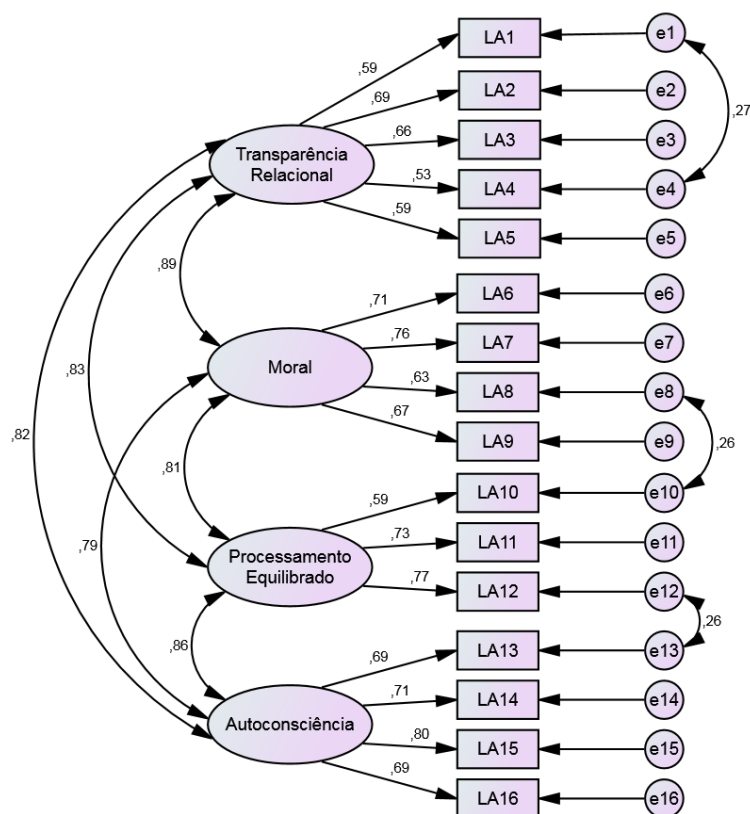 LA1
e1
,59
LA2
e2
,69
,27
LA3
e3
,66
Transparência
Relacional
LA4
e4
,53
LA5
e5
,59
,89
LA6
e6
,71
LA7
e7
,76
Moral
,83
LA8
e8
,63
,82
LA9
e9
,67
,26
,81
LA10
e10
,59
,79
LA11
e11
,73
Processamento
Equilibrado
LA12
e12
,77
,26
,86
LA13
e13
,69
LA14
e14
,71
Autoconsciência
LA15
e15
,80
LA16
e16
,69